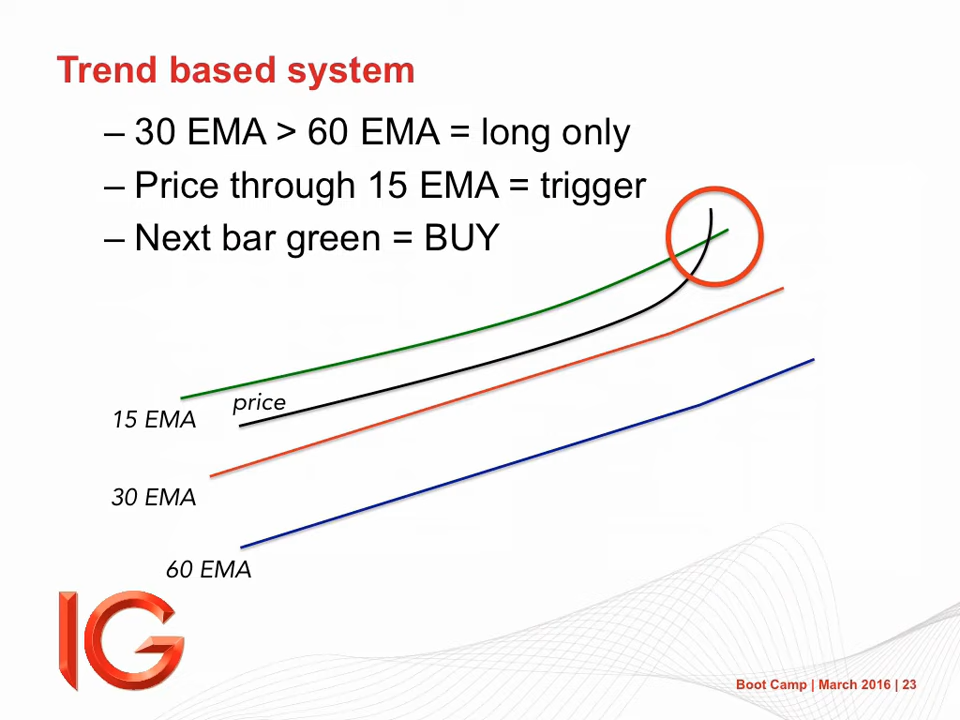 Trend based system
– 30 EMA > 60 EMA = long only
– Price through 15 EMA = trigger
– Next bar green = BUY
price
15 EMA
30 EMA
60 EMA
IG
Boot Camp | March 2016 | 23